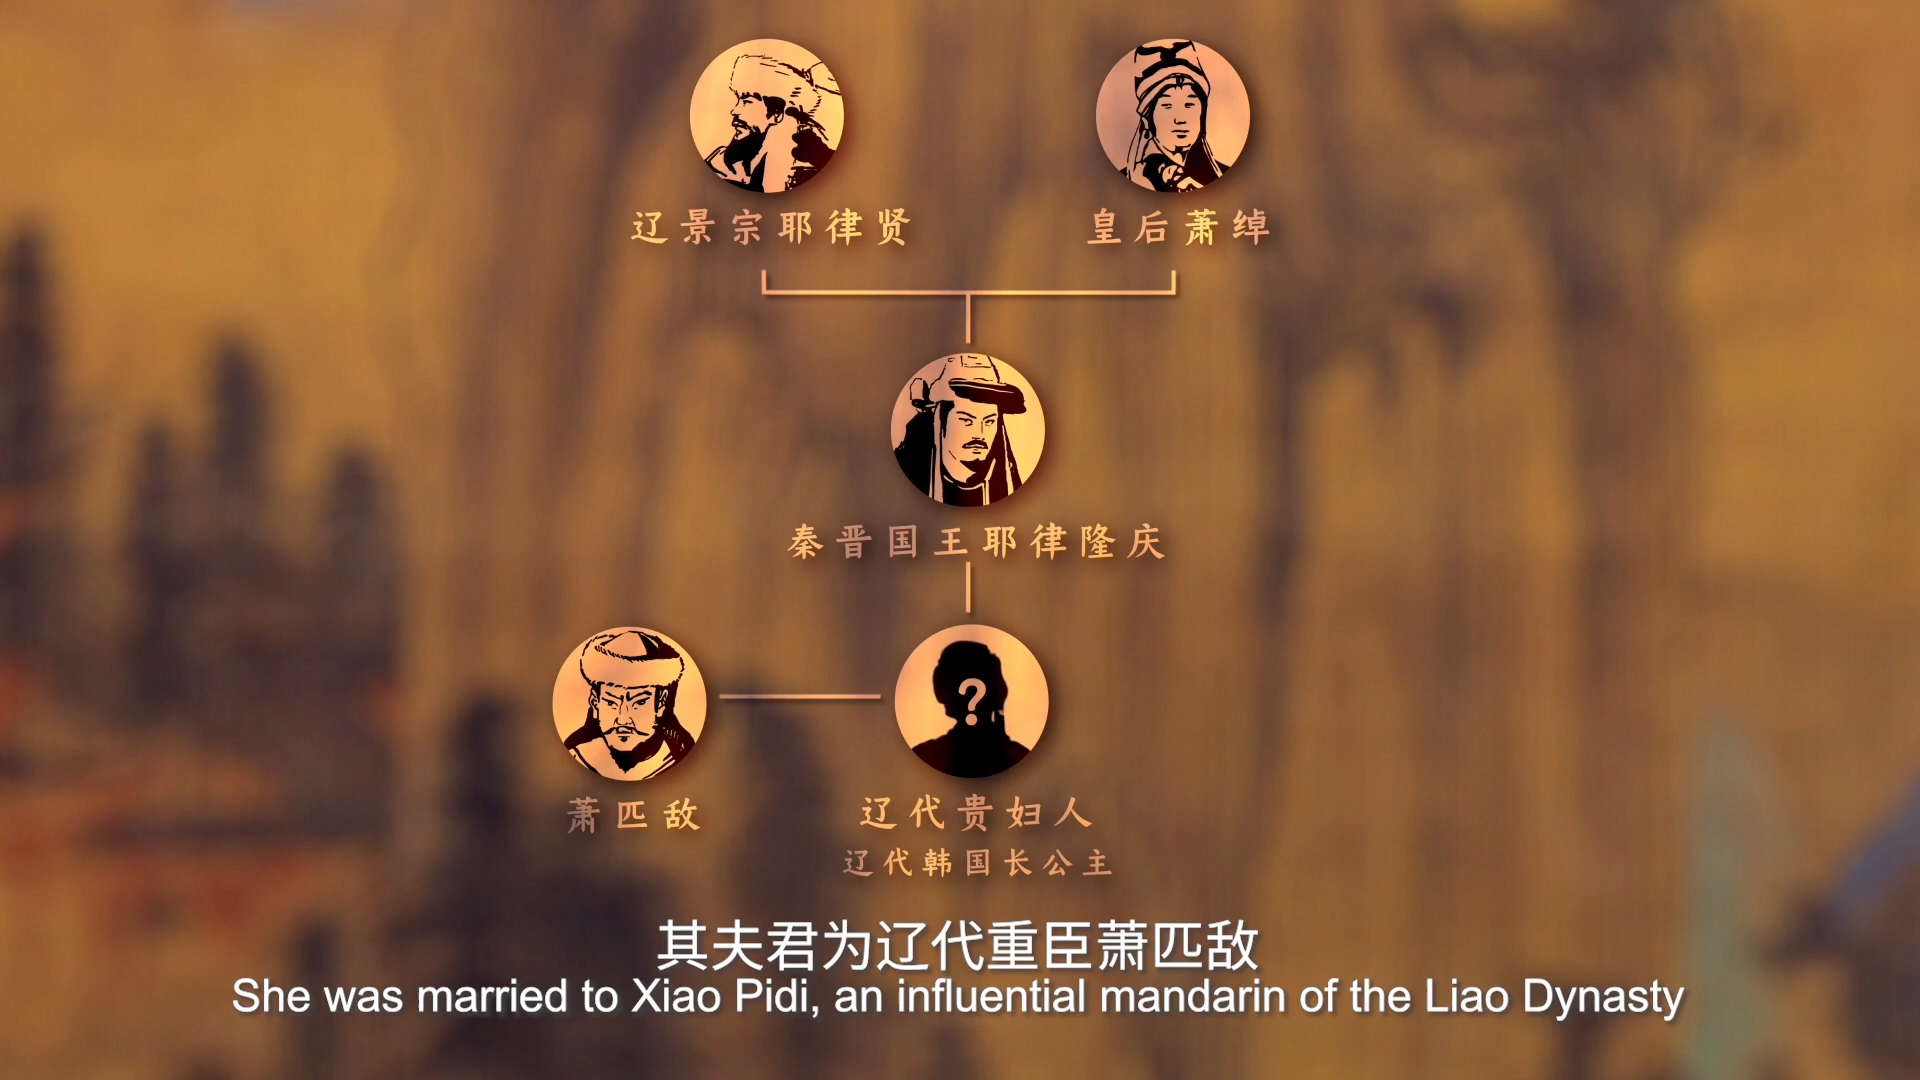 辽景宗耶律贤
皇后萧绰
秦晋国王耶律隆庆
?
萧匹敌
辽代贵妇人
辽代韩国长公主
其夫君为辽代重臣萧匹敌
She was married to Xiao Pidi, an influential mandarin of the Liao Dynasty